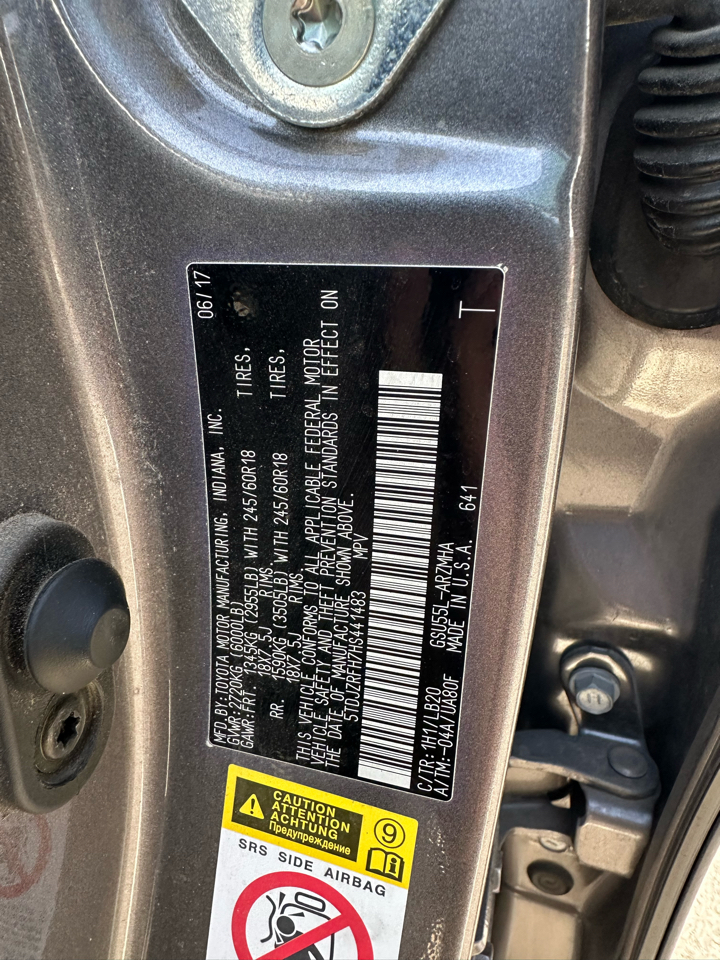 06/17
MFD.BY:TOYOTA MOTOR MANUFACTURING, INDIANA, INC.
GVWR:2720KG (6000LB)
GAWR:FRT. 1345KG (2955LB) WITH 245/60R18 TIRES,
18X7.5J RIMS
RR. 1590KG (3505LB) WITH 245/60R18 TIRES,
18X7.5J RIMS
THIS VEHICLE CONFORMS TO ALL APPLICABLE FEDERAL MOTOR
VEHICLE SAFETY AND THEFT PREVENTION STANDARDS IN EFFECT ON
THE DATE OF MANUFACTURE SHOWN ABOVE.
5TDJZRFH7HS441483 MPV
C/TR:1H1/LB20 GSU55L-ARZMHA
A/TM:-04A/UA80F MADE IN U.S.A. 641
T
CAUTION
ATTENTION
ACHTUNG
Предупреждение
9
SRS SIDE AIRBAG